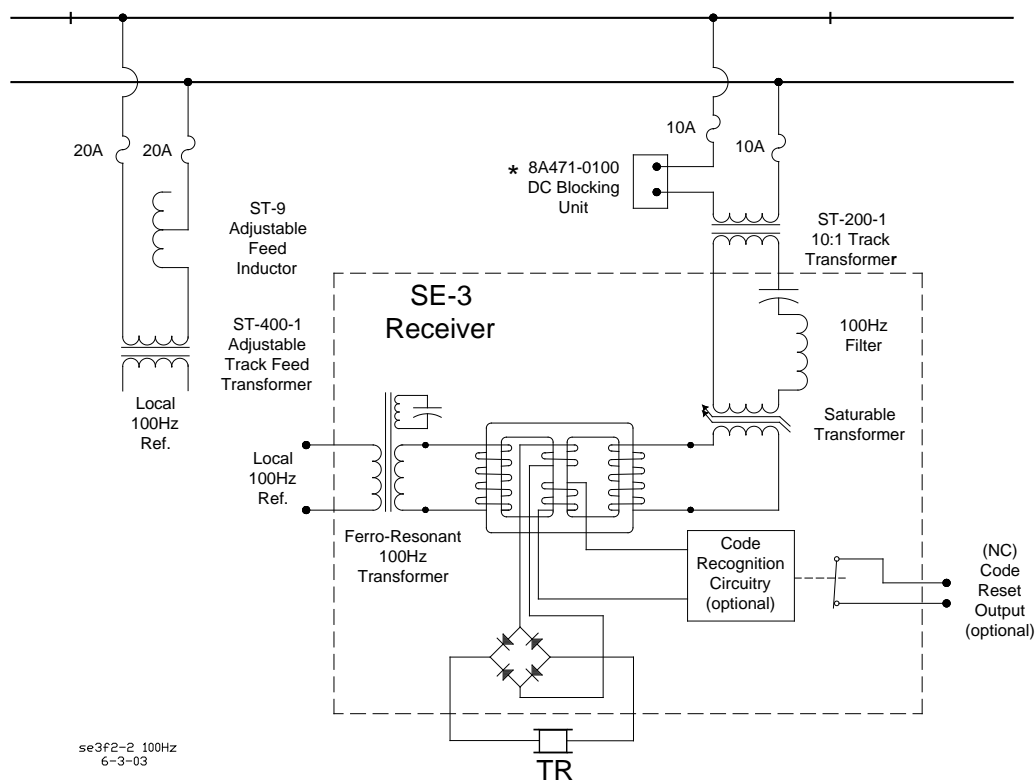 20A
20A
ST-9
Adjustable
Feed
Inductor
ST-400-1
Adjustable
Track Feed
Transformer
Local
100Hz
Ref.
10A
10A
* 8A471-0100
DC Blocking
Unit
ST-200-1
10:1 Track
Transformer
SE-3
Receiver
100Hz
Filter
Saturable
Transformer
Local
100Hz
Ref.
Ferro-Resonant
100Hz
Transformer
Code
Recognition
Circuitry
(optional)
(NC)
Code
Reset
Output
(optional)
TR
se3f2-2 100Hz
6-3-03